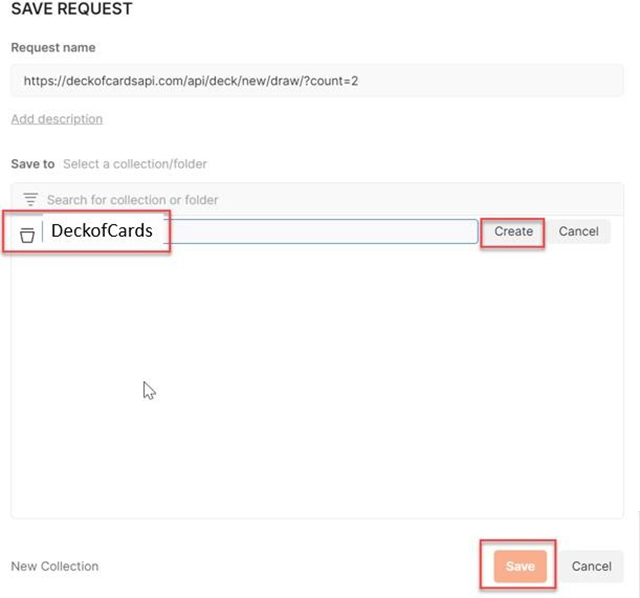 SAVE REQUEST
Request name
https://deckofcardsapi.com/api/deck/new/draw/?count=2
Add description
Save to Select a collection/folder
Search for collection or folder
DeckofCards Create Cancel
New Collection Save Cancel